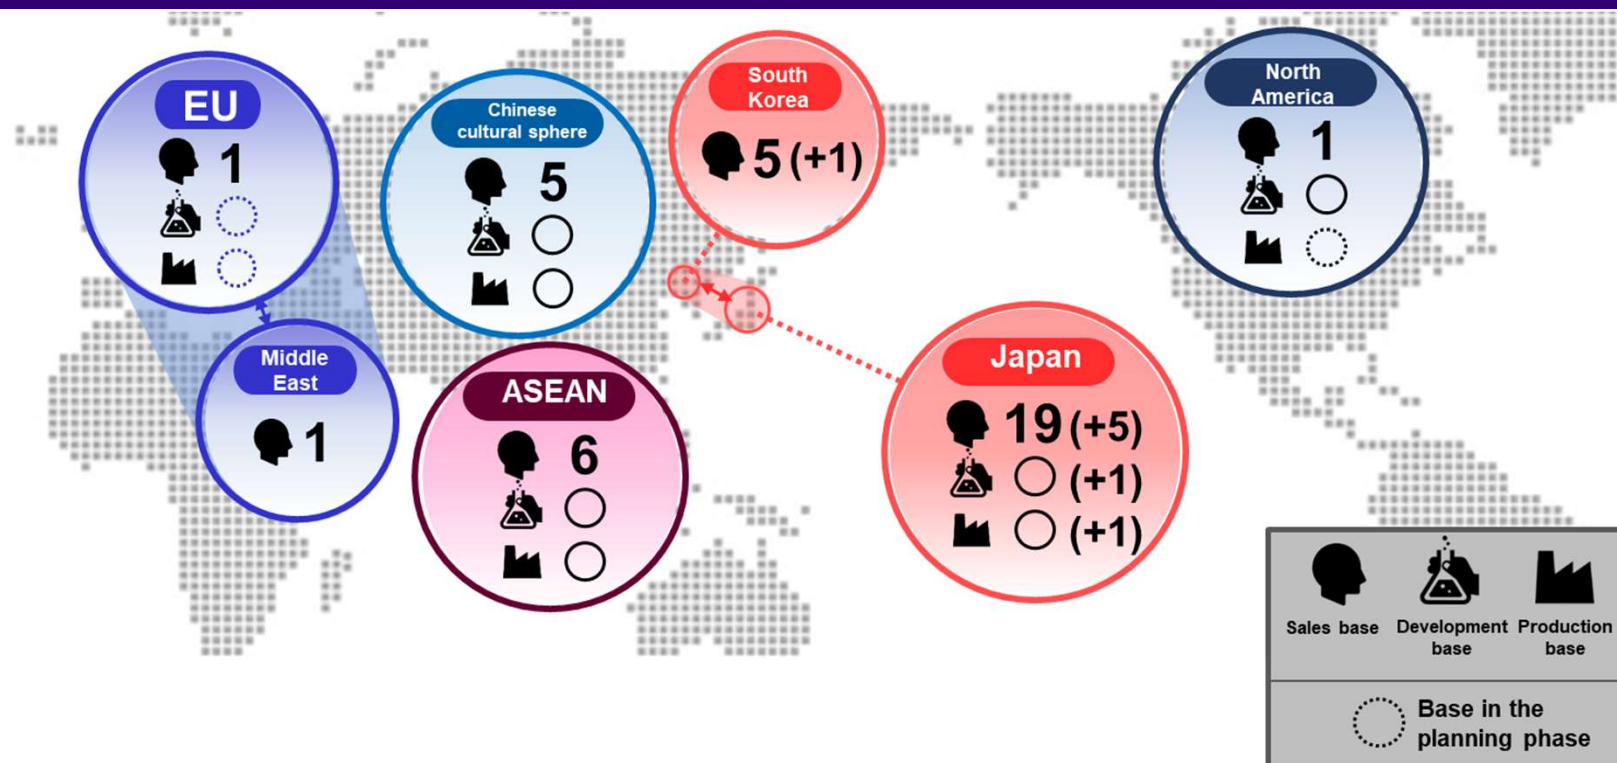 EU
1
Chinese
cultural sphere
5
South
Korea
5 (+1)
North
America
1
Middle
East
1
ASEAN
6
Japan
19 (+5)
(+1)
(+1)
Sales base
Development
base
Production
base
Base in the
planning phase